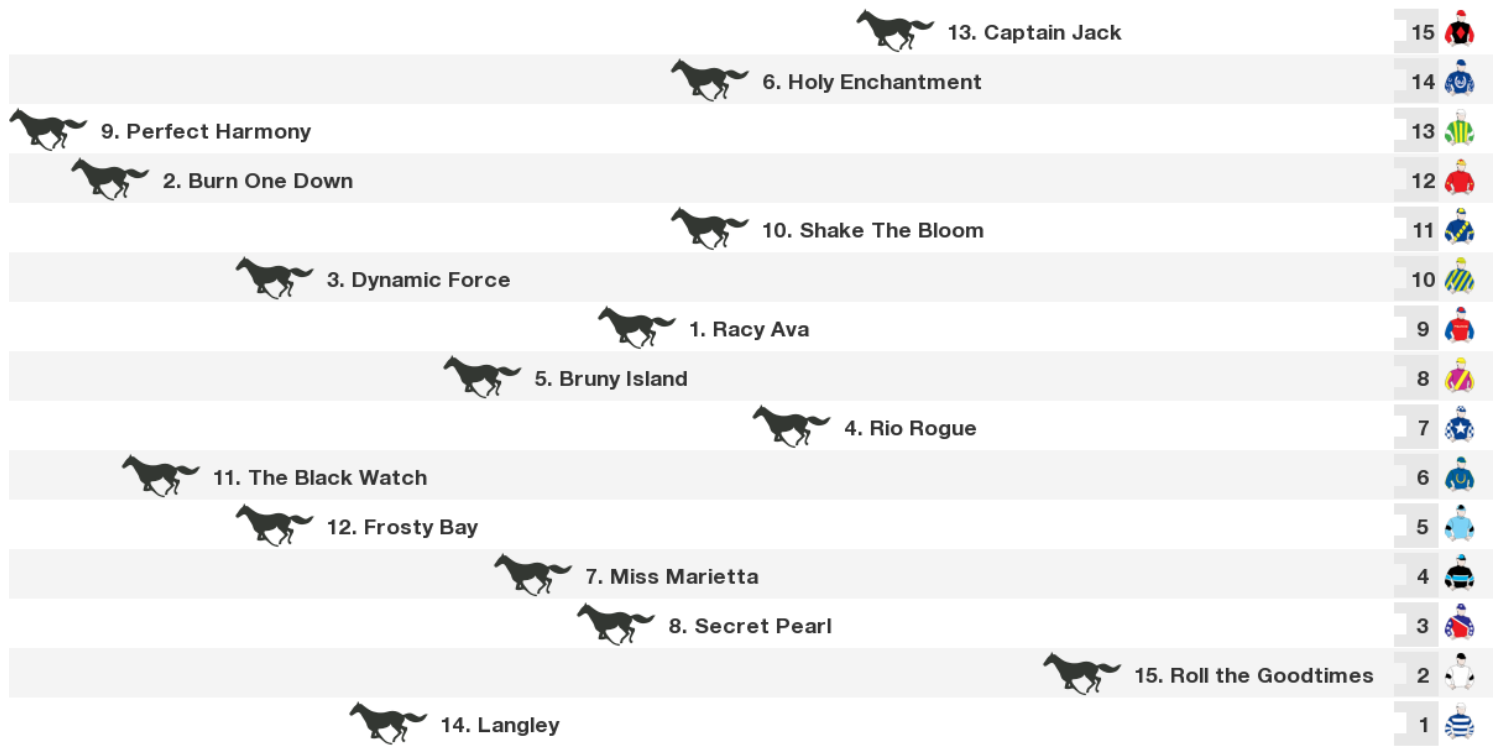 13. Captain Jack 15
6. Holy Enchantment 14
9. Perfect Harmony 13
2. Burn One Down 12
10. Shake The Bloom 11
3. Dynamic Force 10
1. Racy Ava 9
5. Bruny Island 8
4. Rio Rogue 7
11. The Black Watch 6
12. Frosty Bay 5
7. Miss Marietta 4
8. Secret Pearl 3
15. Roll the Goodtimes 2
14. Langley 1